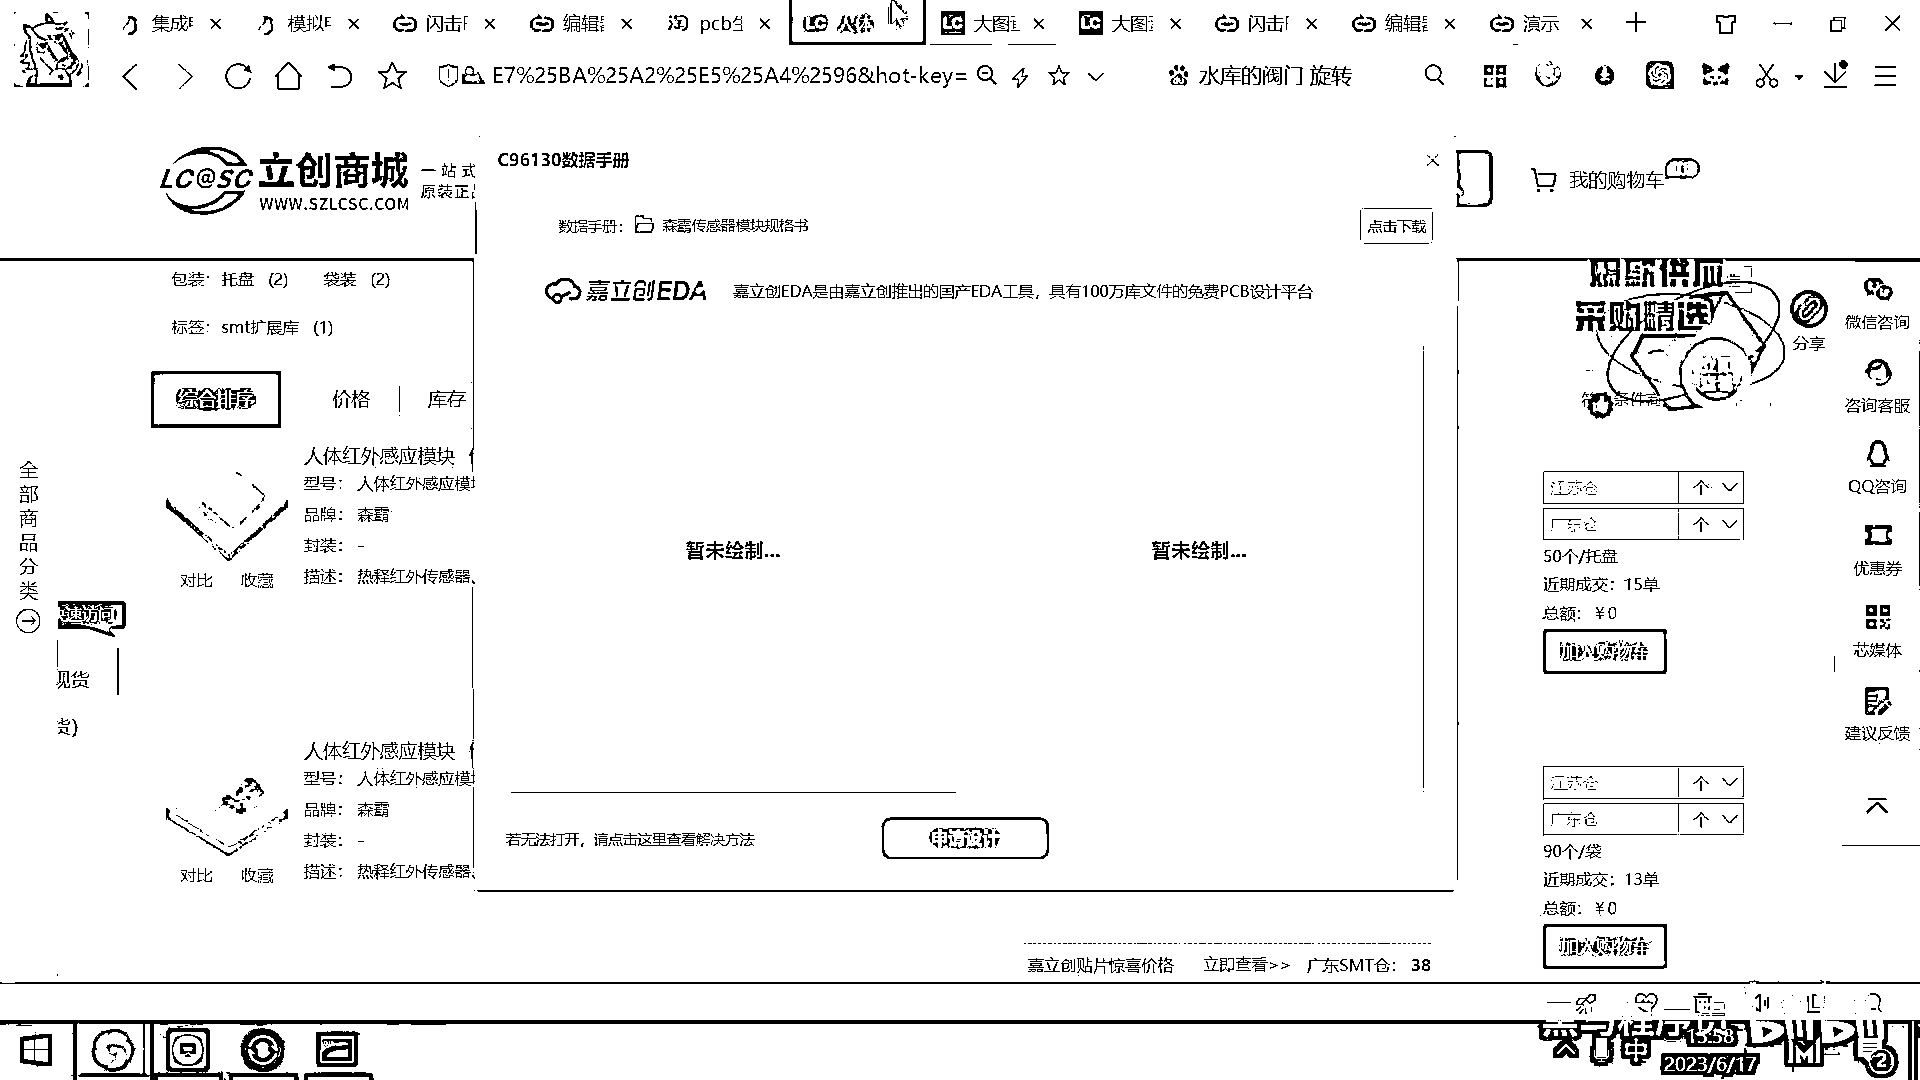 集成 模拟 闪击 编辑 pcb 大图 大图 闪击 编辑 演示
E7%25BA%25A2%25E5%25A4%2596&hot-key=
水库的阀门 旋转
LC@SC 立创商城
WWW.SZLCSC.COM
一站式
原装正品
C96130数据手册
我的购物车
数据手册: 森霸传感器模块规格书
点击下载
嘉立创EDA 嘉立创EDA是由嘉立创推出的国产EDA工具，具有100万库文件的免费PCB设计平台
包装: 托盘 (2) 袋装 (2)
标签: smt扩展库 (1)
综合排序 价格 库存
采购精选
分享
微信咨询
咨询客服
QQ咨询
优惠券
芯媒体
建议反馈
全部商品分类
现货
货)
人体红外感应模块
型号: 人体红外感应模块
品牌: 森霸
封装: -
描述: 热释红外传感器、
对比 收藏
暂未绘制... 暂未绘制...
江苏仓 个
广东仓 个
50个/托盘
近期成交: 15单
总额: ￥0
加入购物车
人体红外感应模块
型号: 人体红外感应模块
品牌: 森霸
封装: -
描述: 热释红外传感器、
对比 收藏
若无法打开，请点击这里查看解决方法
申请设计
江苏仓 个
广东仓 个
90个/袋
近期成交: 13单
总额: ￥0
加入购物车
嘉立创贴片惊喜价格 立即查看>> 广东SMT仓: 38
中
15:58
2023/6/17
2